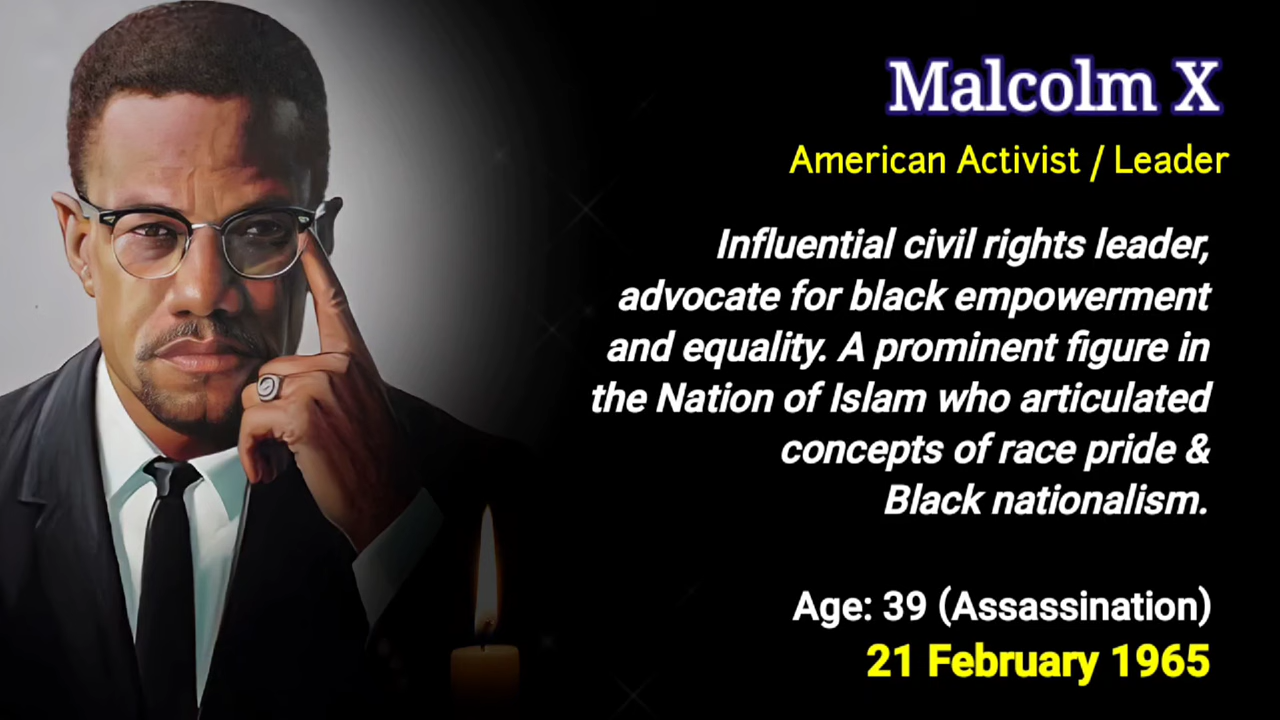 Malcolm X
American Activist / Leader
Influential civil rights leader,
advocate for black empowerment
and equality. A prominent figure in
the Nation of Islam who articulated
concepts of race pride &
Black nationalism.
Age: 39 (Assassination)
21 February 1965